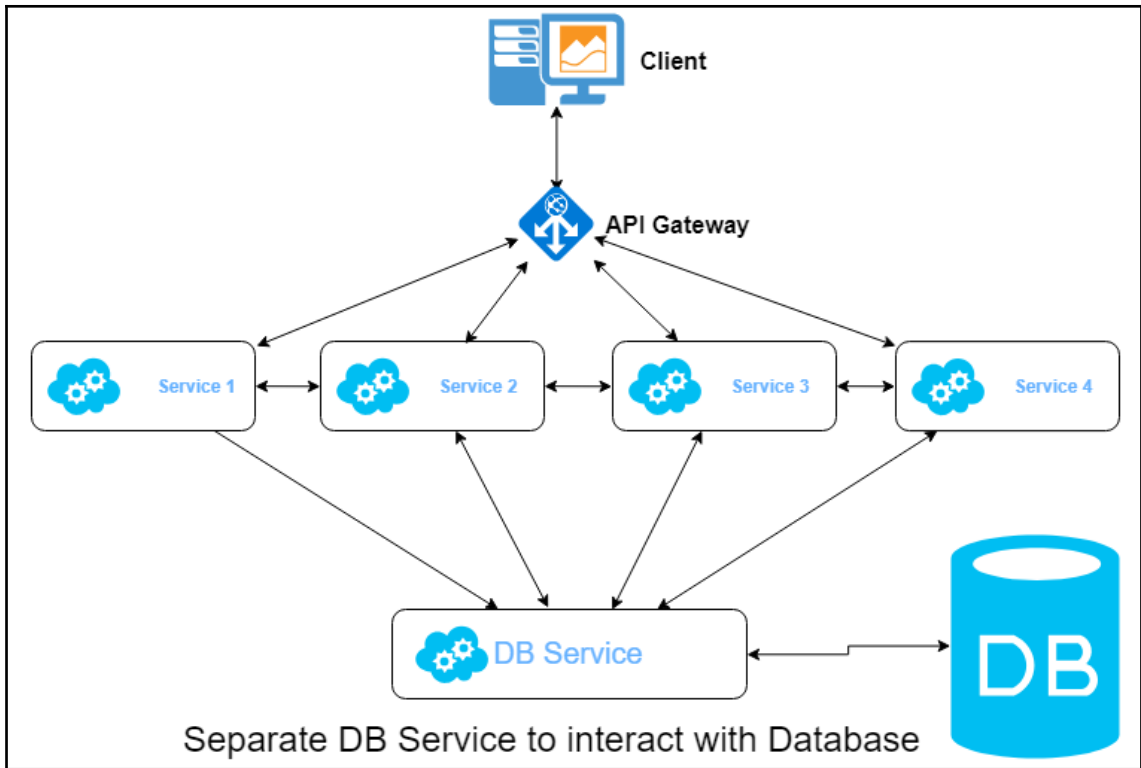 Client
API Gateway
Service 1
Service 2
Service 3
Service 4
DB Service
DB
Separate DB Service to interact with Database